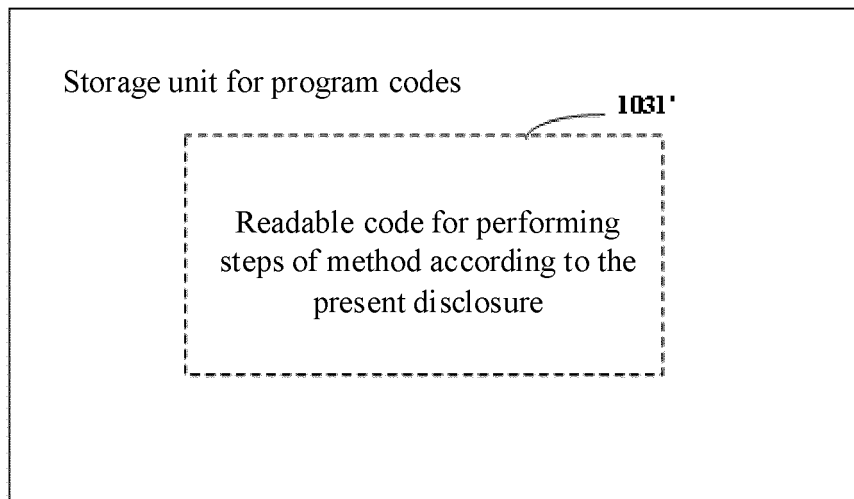 Storage unit for program codes
1031'
Readable code for performing
steps of method according to the
present disclosure